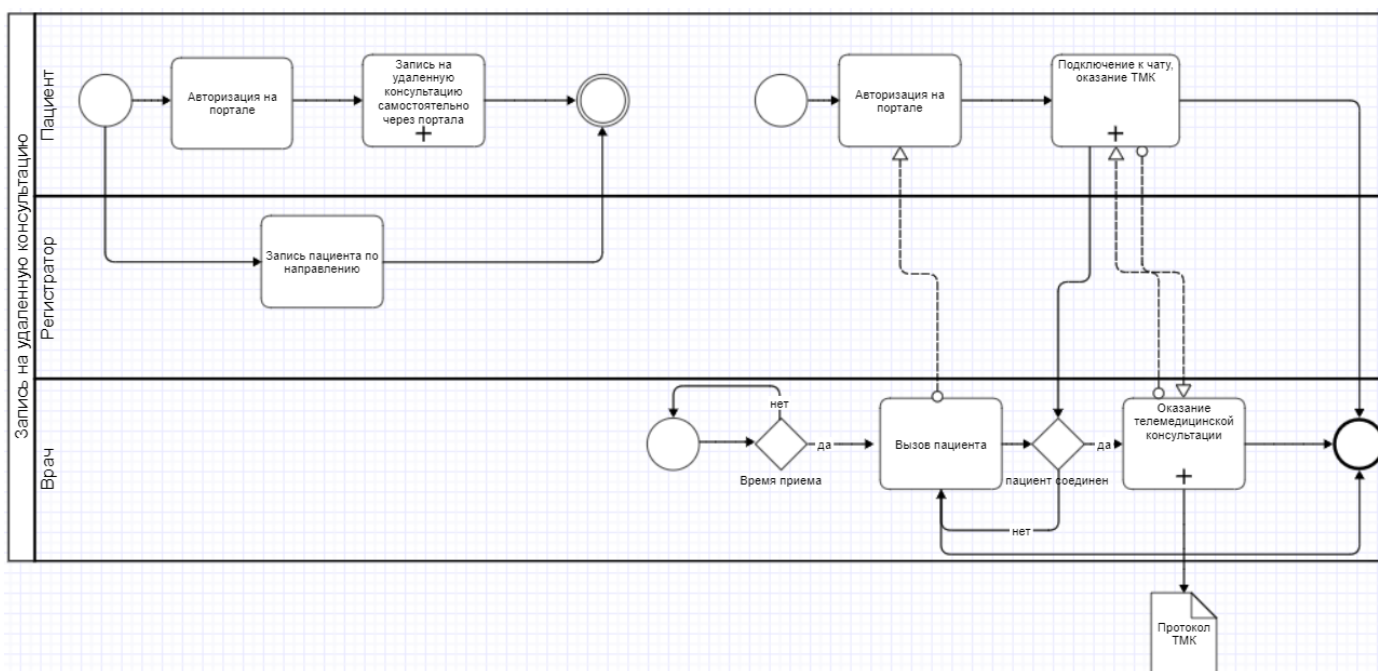 Запись на удаленную консультацию
Пациент
Авторизация на
портале
Запись на
удаленную
консультацию
самостоятельно
через портала
Авторизация на
портале
Подключение к чату,
оказание ТМК
Регистратор
Запись пациента по
направлению
Врач
нет
да
Время приема
Вызов пациента
да
пациент соединен
нет
Оказание
телемедицинской
консультации
Протокол
ТМК